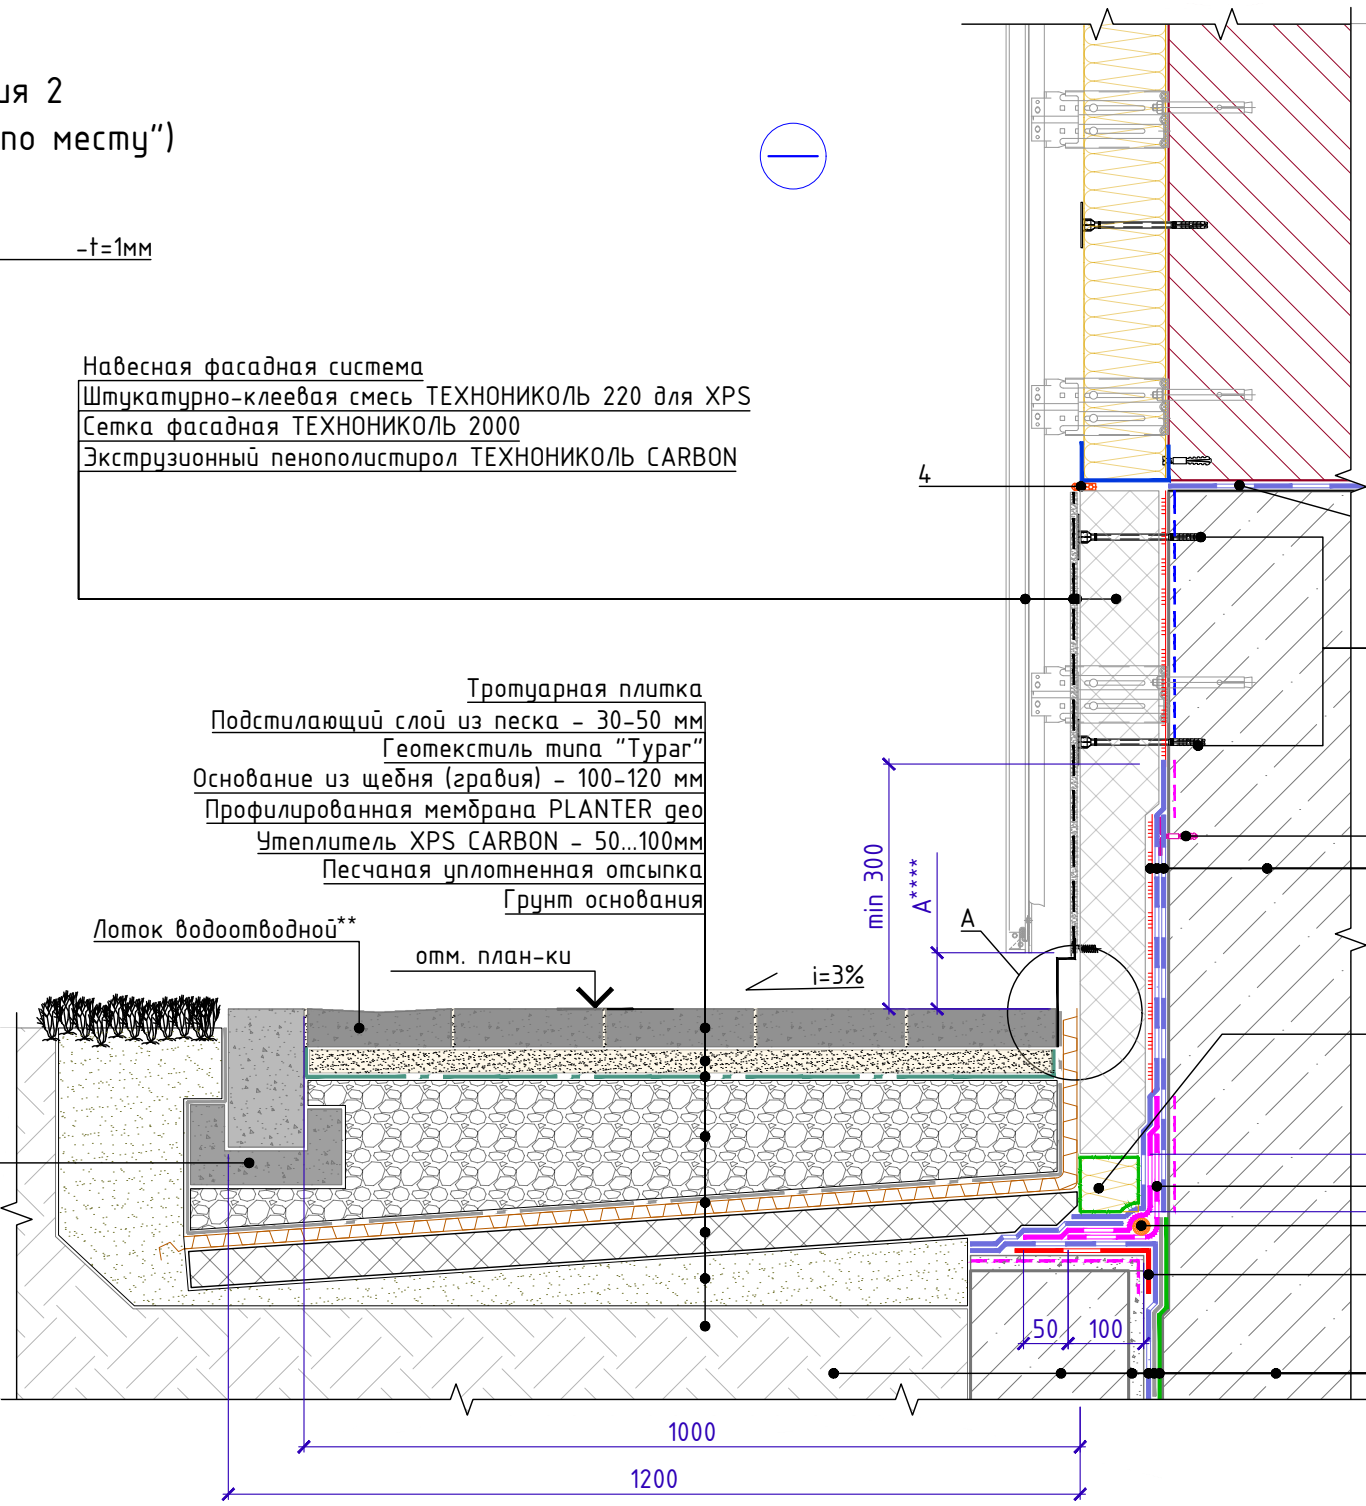 ия 2
по месту")
-t=1мм
Навесная фасадная система
Штукатурно-клеевая смесь ТЕХНОНИКОЛЬ 220 для XPS
Сетка фасадная ТЕХНОНИКОЛЬ 2000
Экструзионный пенополистирол ТЕХНОНИКОЛЬ CARBON
4
Тротуарная плитка
Подстилающий слой из песка - 30-50 мм
Геотекстиль типа "Typar"
Основание из щебня (гравия) - 100-120 мм
Профилированная мембрана PLANTER geo
Утеплитель XPS CARBON - 50...100мм
Песчаная уплотненная отсыпка
Грунт основания
min 300
A****
A
Лоток водоотводной**
отм. план-ки
i=3%
50
100
1000
1200